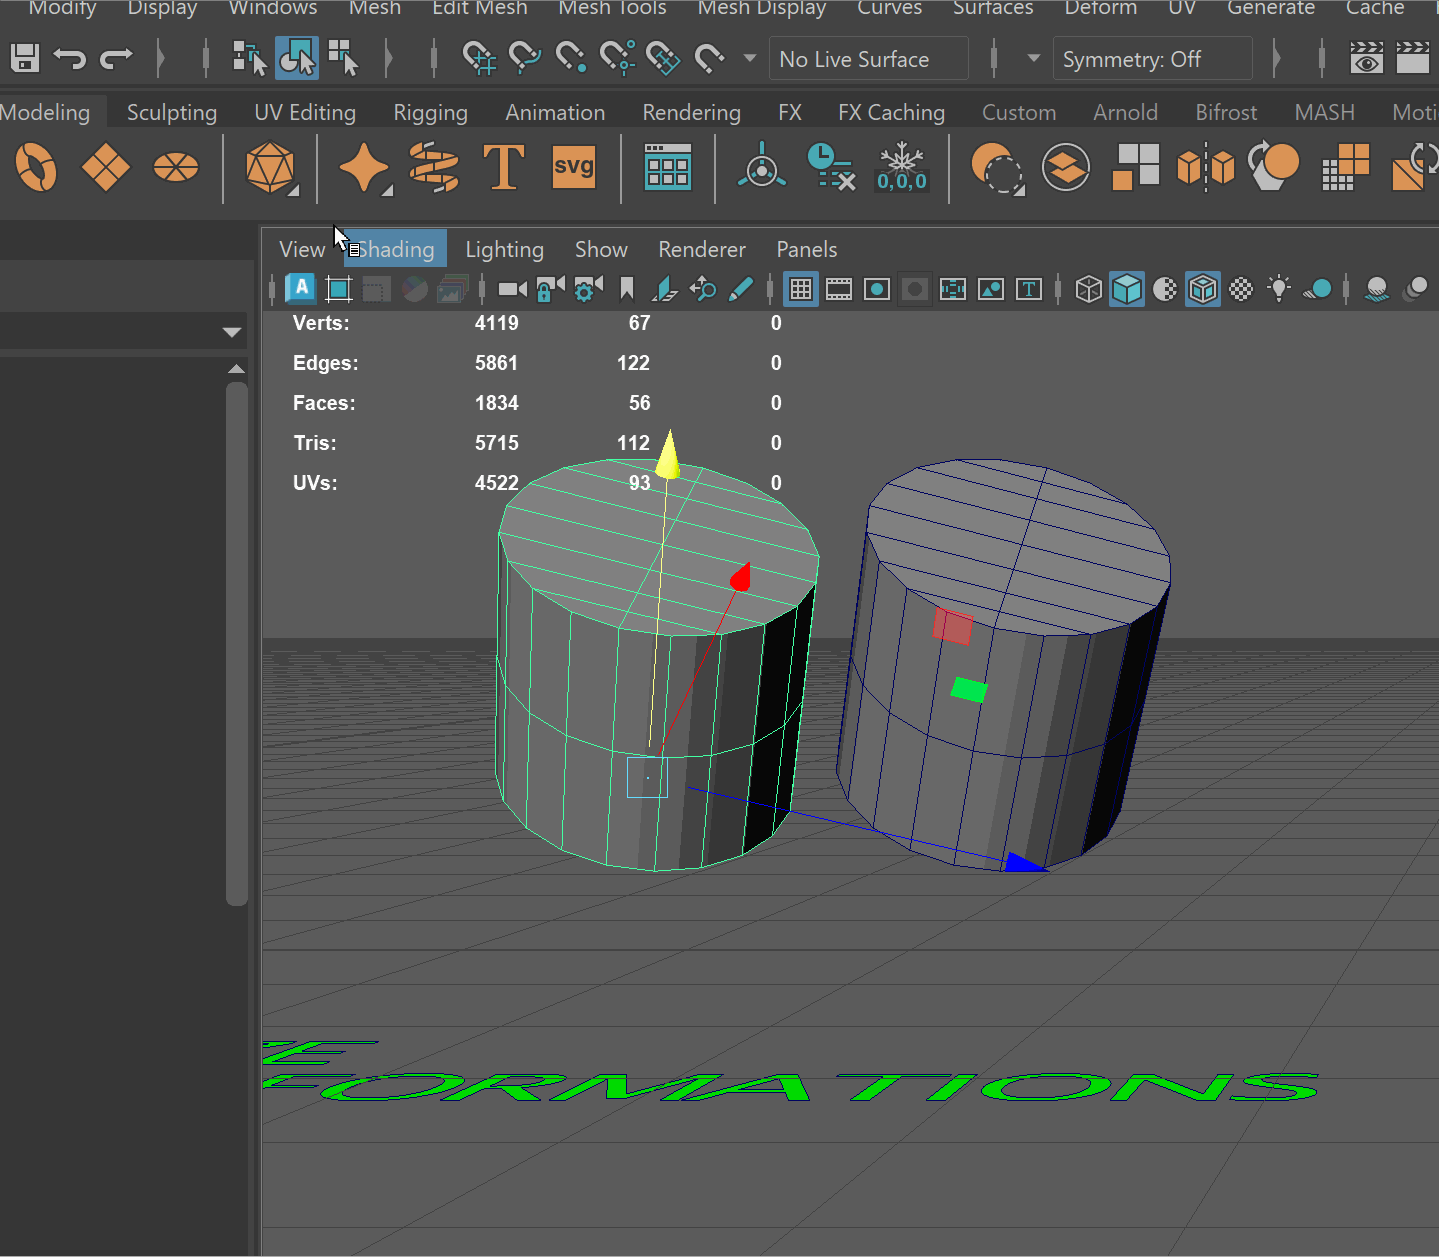 Modify Display Windows Mesh Edit Mesh Mesh Tools Mesh Display Curves Surfaces Deform UV Generate Cache
No Live Surface Symmetry: Off
Modeling Sculpting UV Editing Rigging Animation Rendering FX FX Caching Custom Arnold Bifrost MASH Moti
T svg 0,0,0
View Shading Lighting Show Renderer Panels
A T
Verts: 4119 67 0
Edges: 5861 122 0
Faces: 1834 56 0
Tris: 5715 112 0
UVs: 4522 93 0
ZE
FORMATIONS